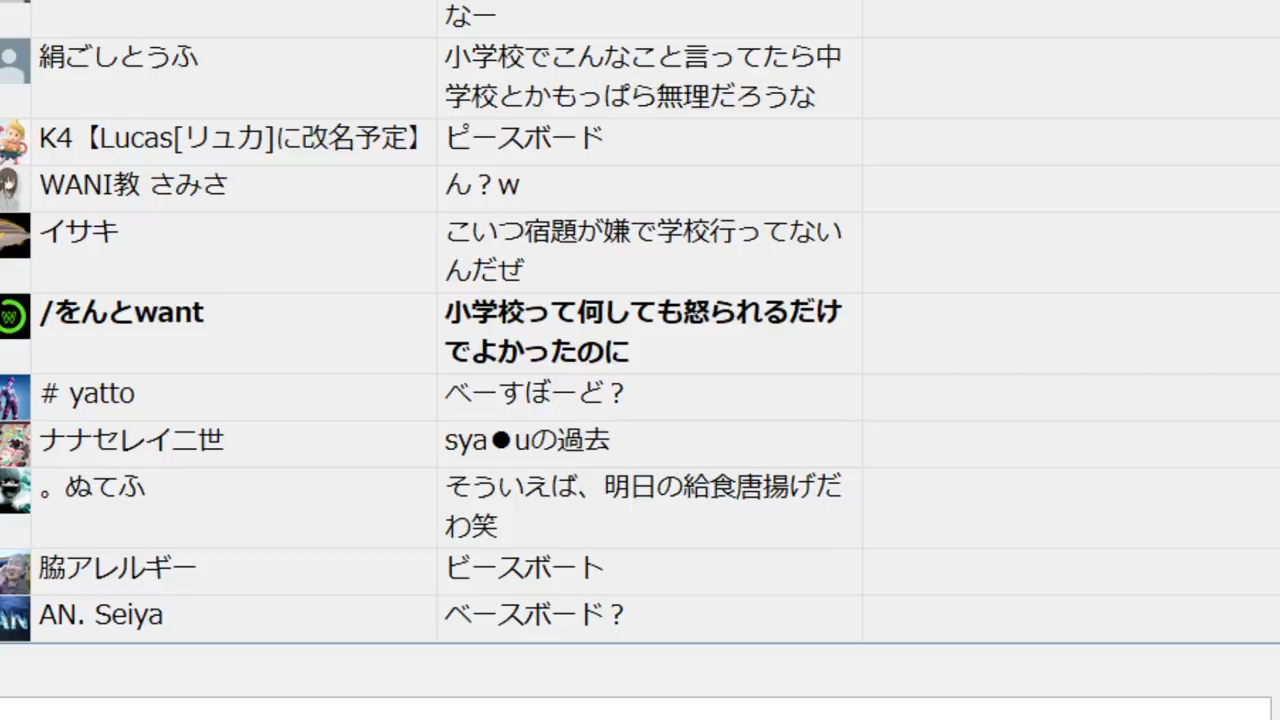 なー
絹ごしとうふ 小学校でこんなこと言ってたら中
学校とかもっぱら無理だろうな
K4【Lucas[リュカ]に改名予定】 ピースボード
WANI教 さみさ ん？w
イサキ こいつ宿題が嫌で学校行ってない
んだぜ
/をんとwant 小学校って何しても怒られるだけ
でよかったのに
# yatto べーすぼーど？
ナナセレイ二世 sya●uの過去
。ぬてふ そういえば、明日の給食唐揚げだ
わ笑
脇アレルギー ビースボート
AN. Seiya ベースボード？